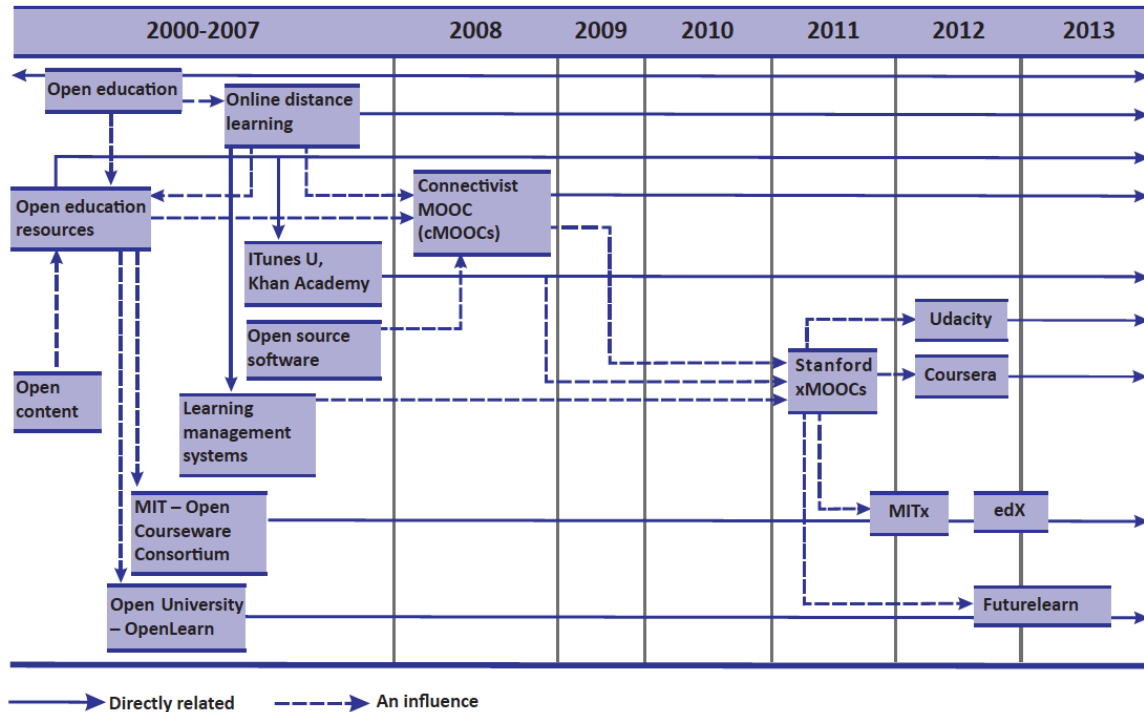 2000-2007 2008 2009 2010 2011 2012 2013
Open education
Online distance
learning
Open education
resources
Connectivist
MOOC
(cMOOCs)
ITunes U,
Khan Academy
Open source
software
Open
content
Learning
management
systems
Stanford
xMOOCs
Udacity
Coursera
MIT – Open
Courseware
Consortium
MITx
edX
Open University
– OpenLearn
Futurelearn
Directly related
An influence